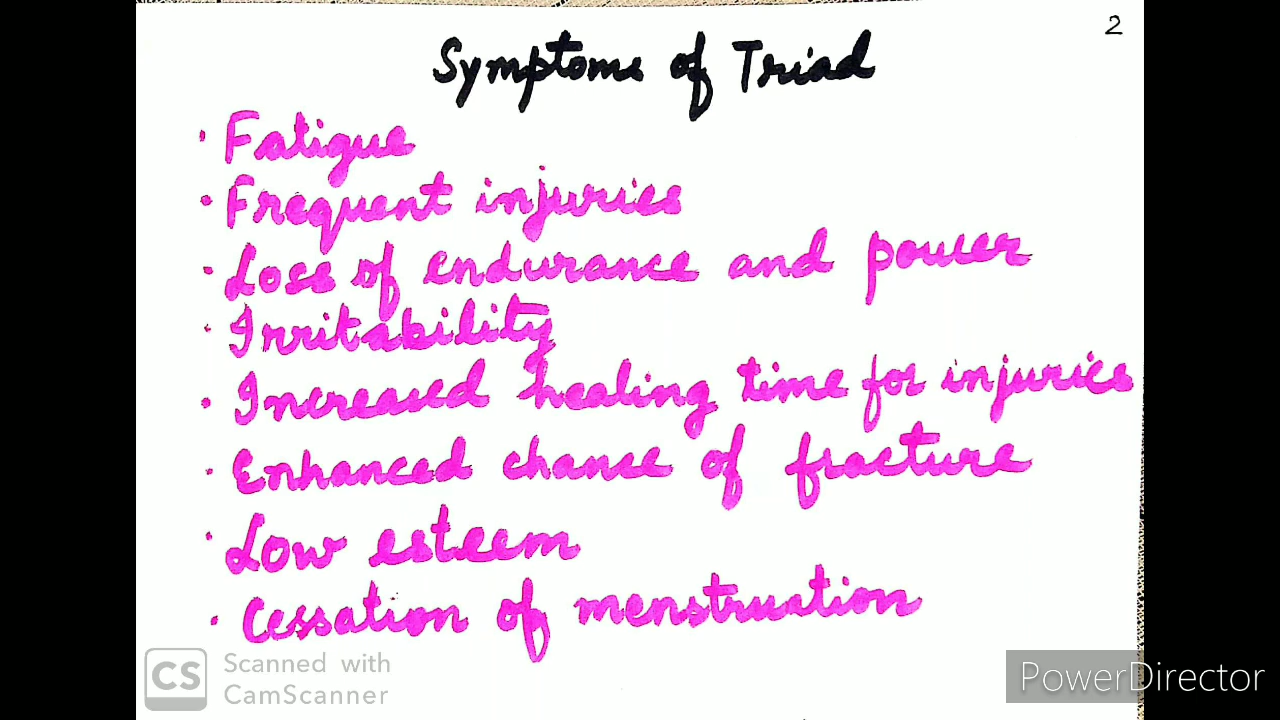 2
Symptoms of Triad
· Fatigue
· Frequent injuries
· Loss of endurance and power
· Irritability
· Increased healing time for injuries
· Enhanced chance of fracture
· Low esteem
· Cessation of menstruation
CS Scanned with
CamScanner
PowerDirector